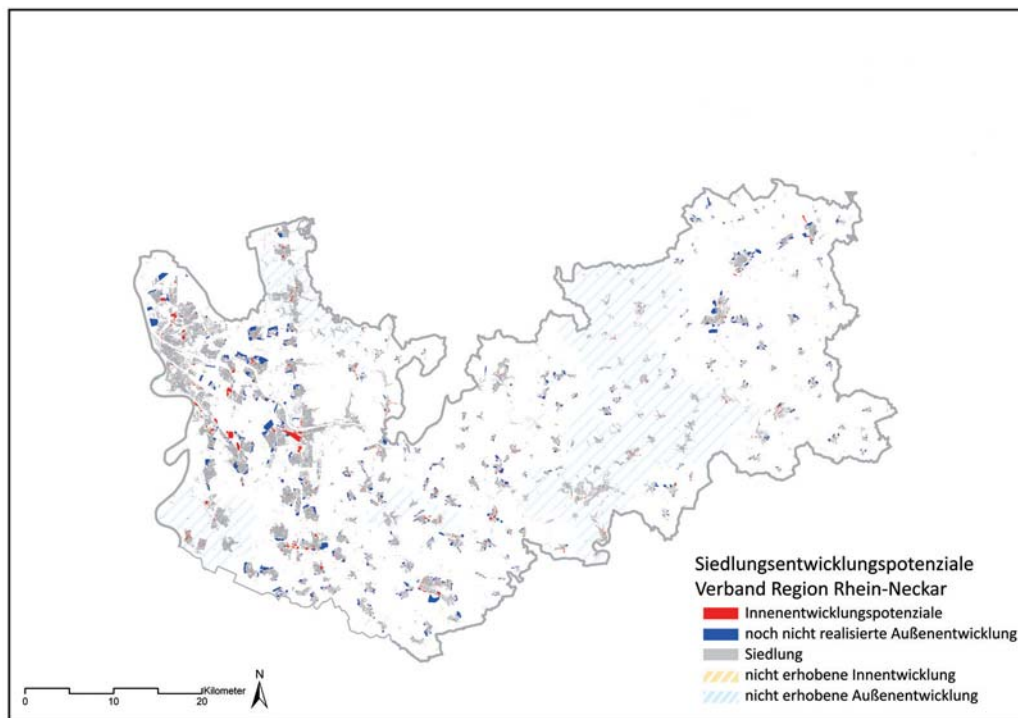 Siedlungsentwicklungspotenziale
Verband Region Rhein-Neckar
Innenentwicklungspotenziale
noch nicht realisierte Außenentwicklung
Siedlung
nicht erhobene Innentwicklung
nicht erhobene Außenentwicklung
Kilometer
0 10 20
N